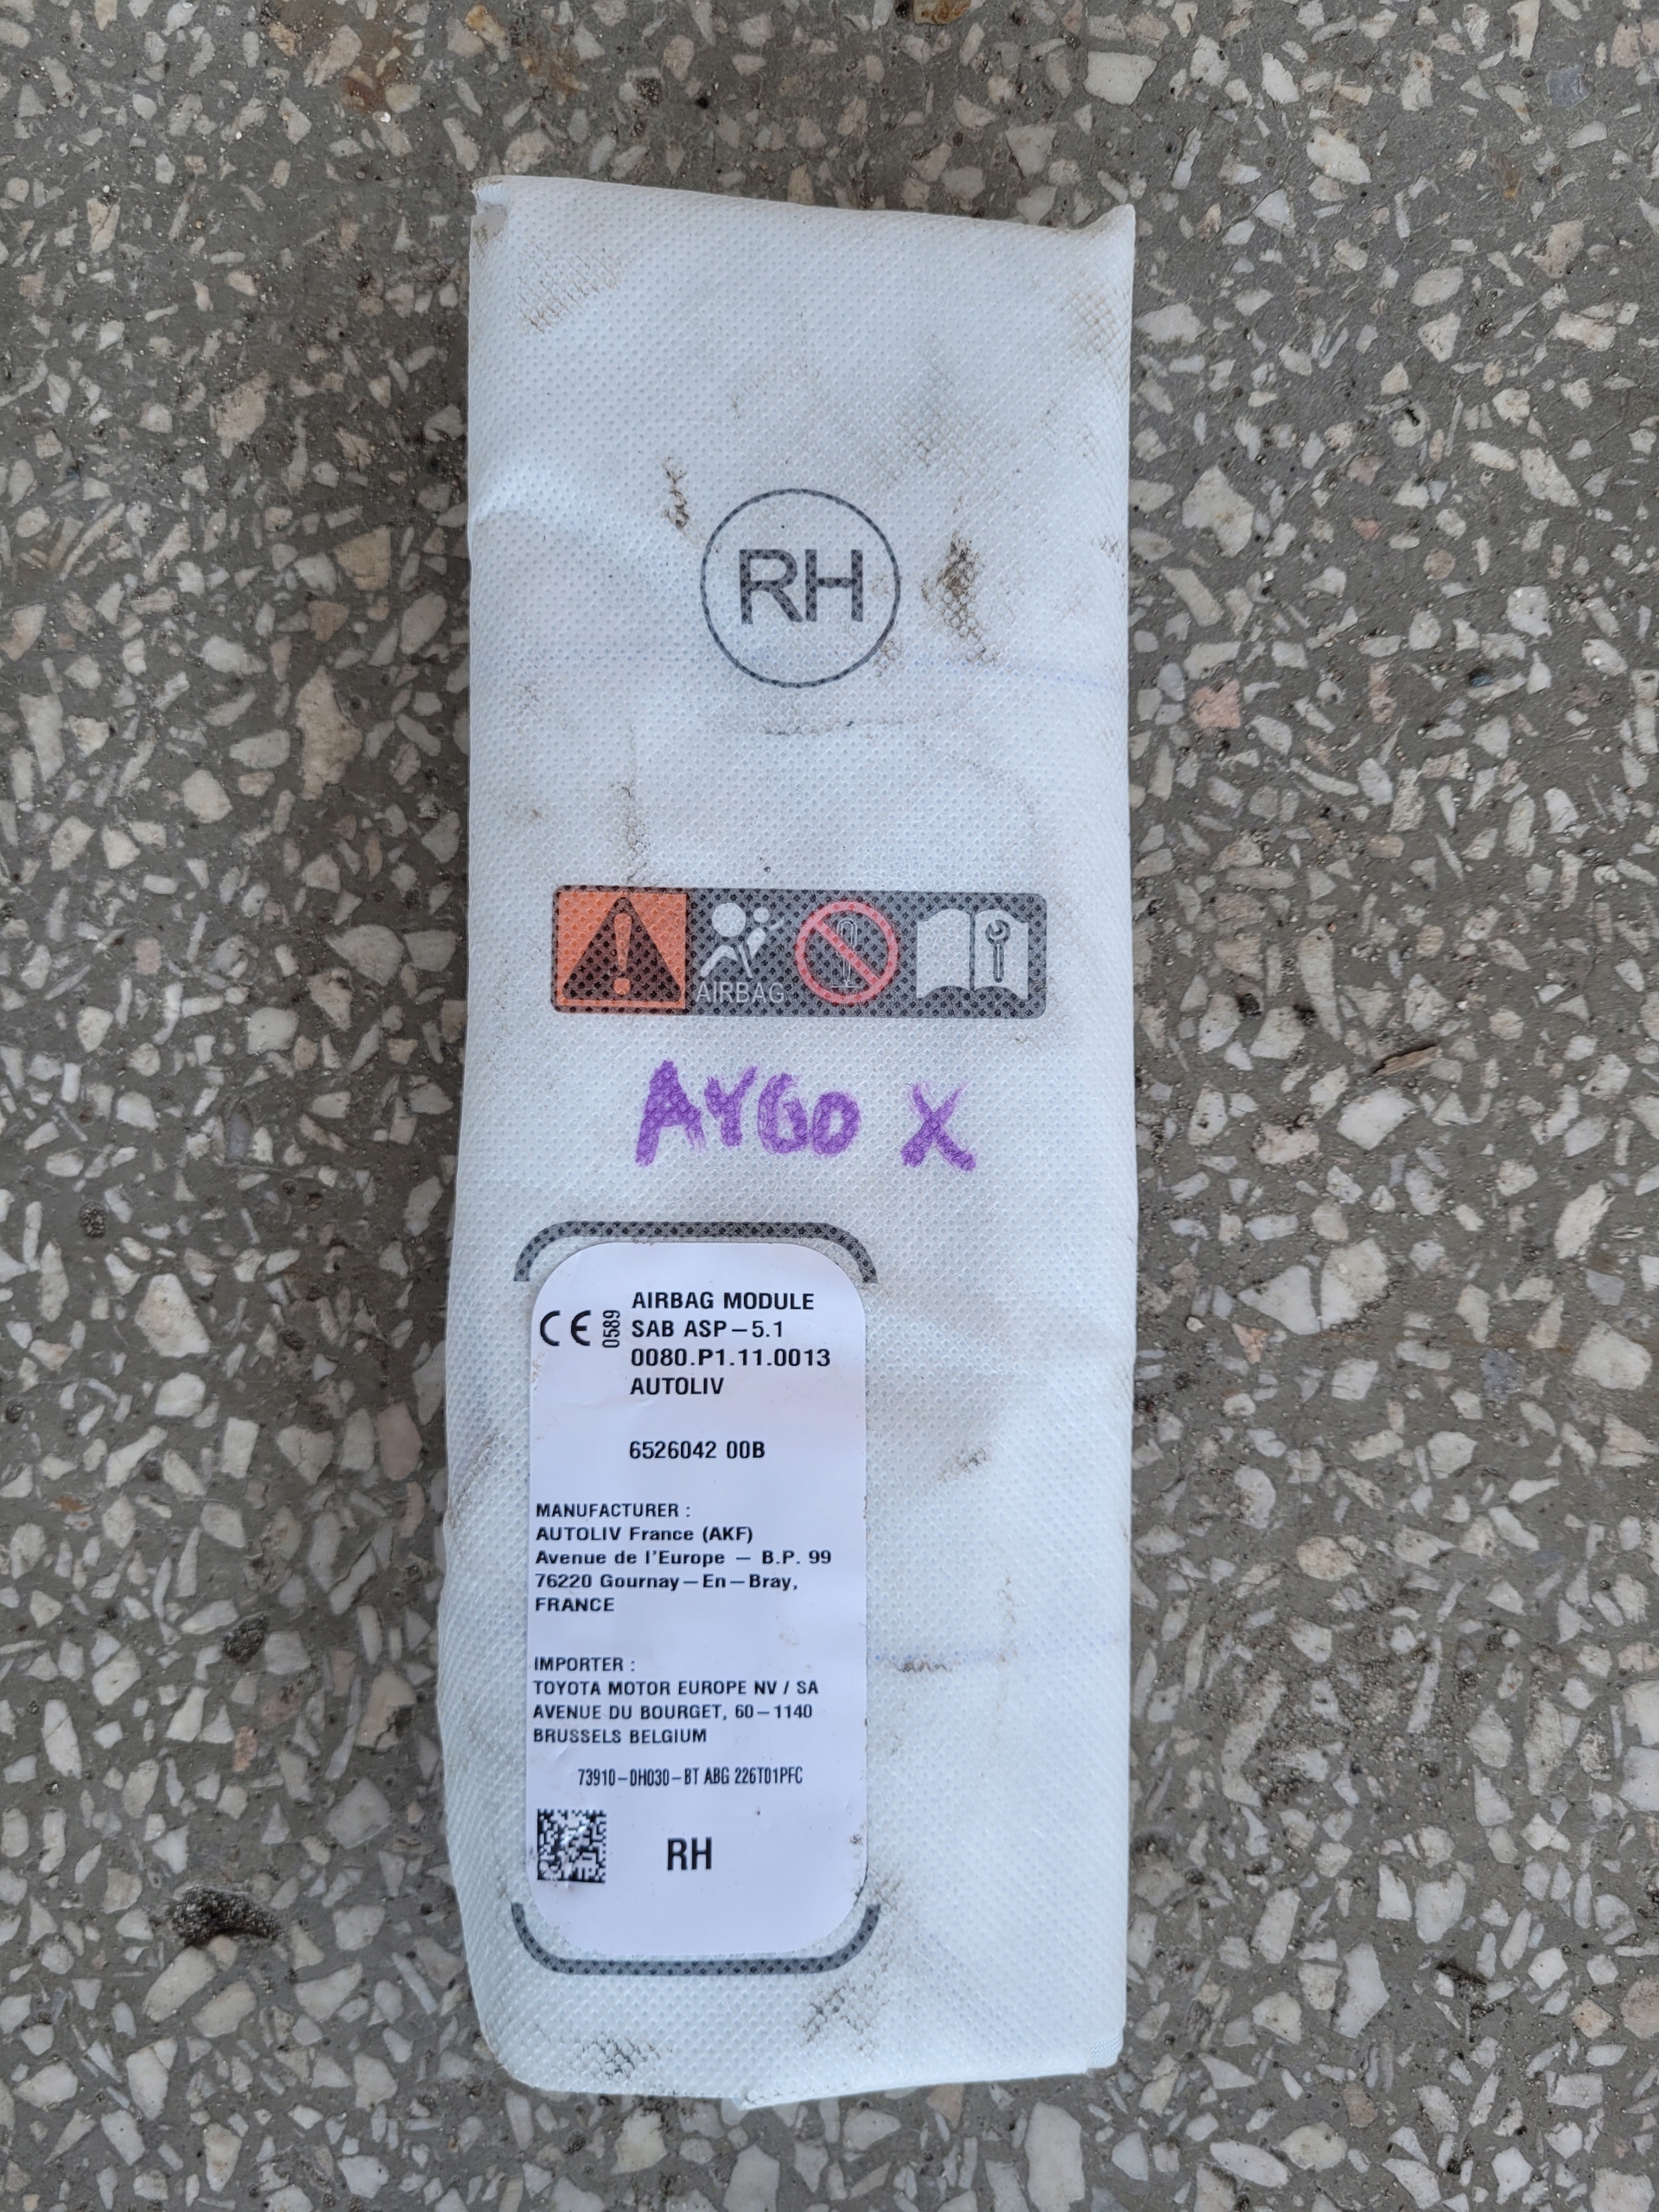 RH
AIRBAG
AYGO X
CE 0589
AIRBAG MODULE
SAB ASP-5.1
0080.P1.11.0013
AUTOLIV
6526042 00B
MANUFACTURER :
AUTOLIV France (AKF)
Avenue de l'Europe - B.P. 99
76220 Gournay-En-Bray,
FRANCE
IMPORTER :
TOYOTA MOTOR EUROPE NV / SA
AVENUE DU BOURGET, 60-1140
BRUSSELS BELGIUM
73910-0H030-BT ABG 226T01PFC
RH